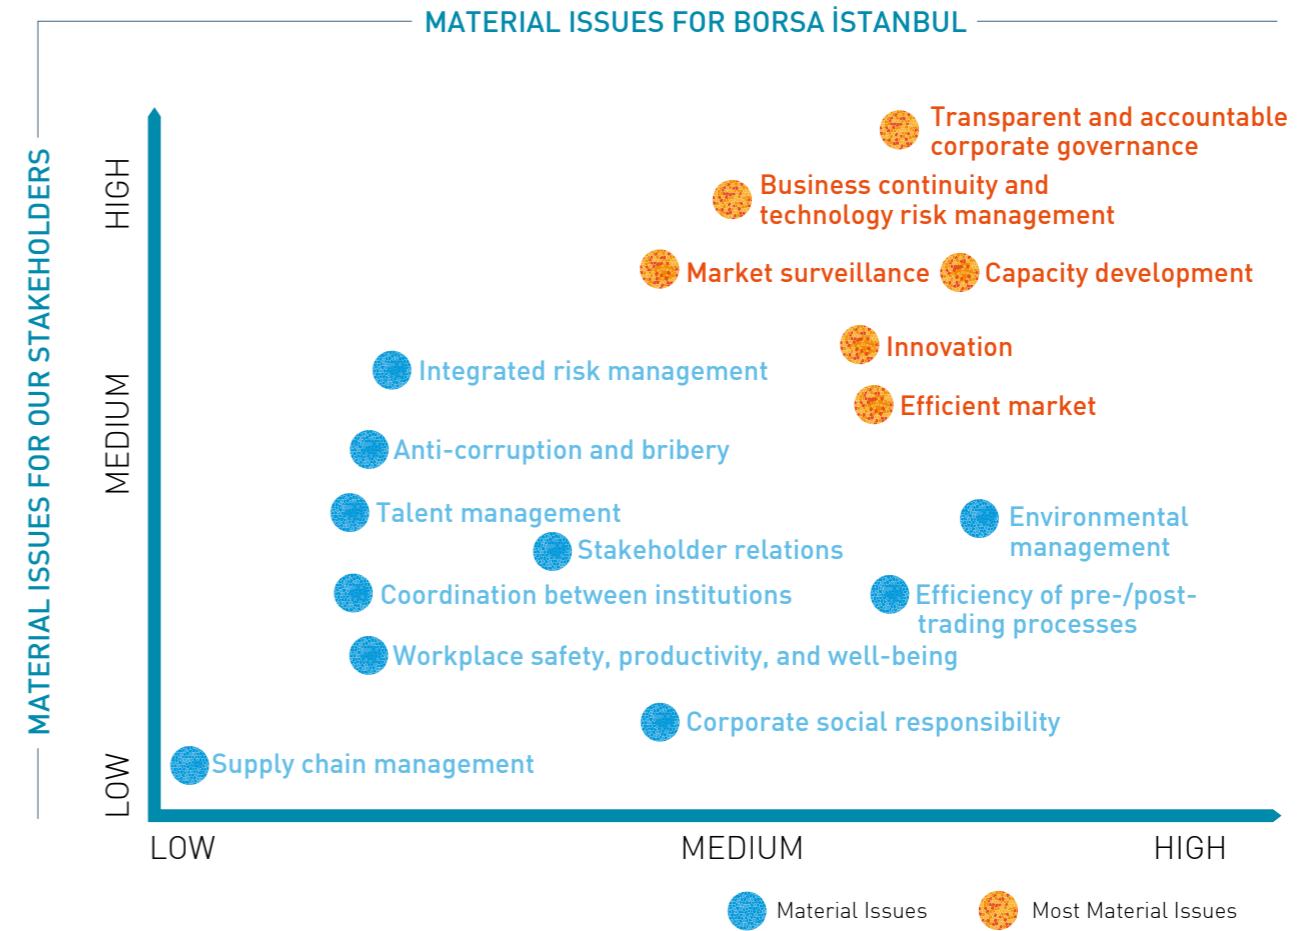 MATERIAL ISSUES FOR BORSA İSTANBUL
MATERIAL ISSUES FOR OUR STAKEHOLDERS
HIGH
MEDIUM
LOW
Transparent and accountable
corporate governance
Business continuity and
technology risk management
Market surveillance
Capacity development
Innovation
Integrated risk management
Efficient market
Anti-corruption and bribery
Talent management
Environmental
management
Stakeholder relations
Coordination between institutions
Efficiency of pre-/post-
trading processes
Workplace safety, productivity, and well-being
Corporate social responsibility
Supply chain management
LOW
MEDIUM
HIGH
Material Issues
Most Material Issues